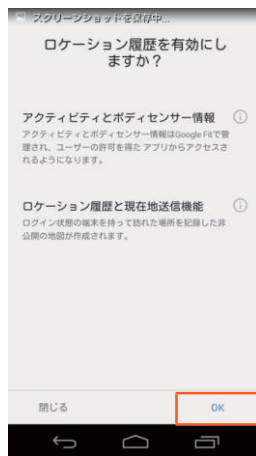 スクリーンショットを保存中...
ロケーション履歴を有効にし
ますか？
アクティビティとボディセンサー情報
アクティビティとボディセンサー情報はGoogle Fitで管
理され、ユーザーの許可を得た アプリからアクセスさ
れるようになります。
ロケーション履歴と現在地送信機能
ログイン状態の端末を持って訪れた場所を記録した非
公開の地図が作成されます。
閉じる
OK